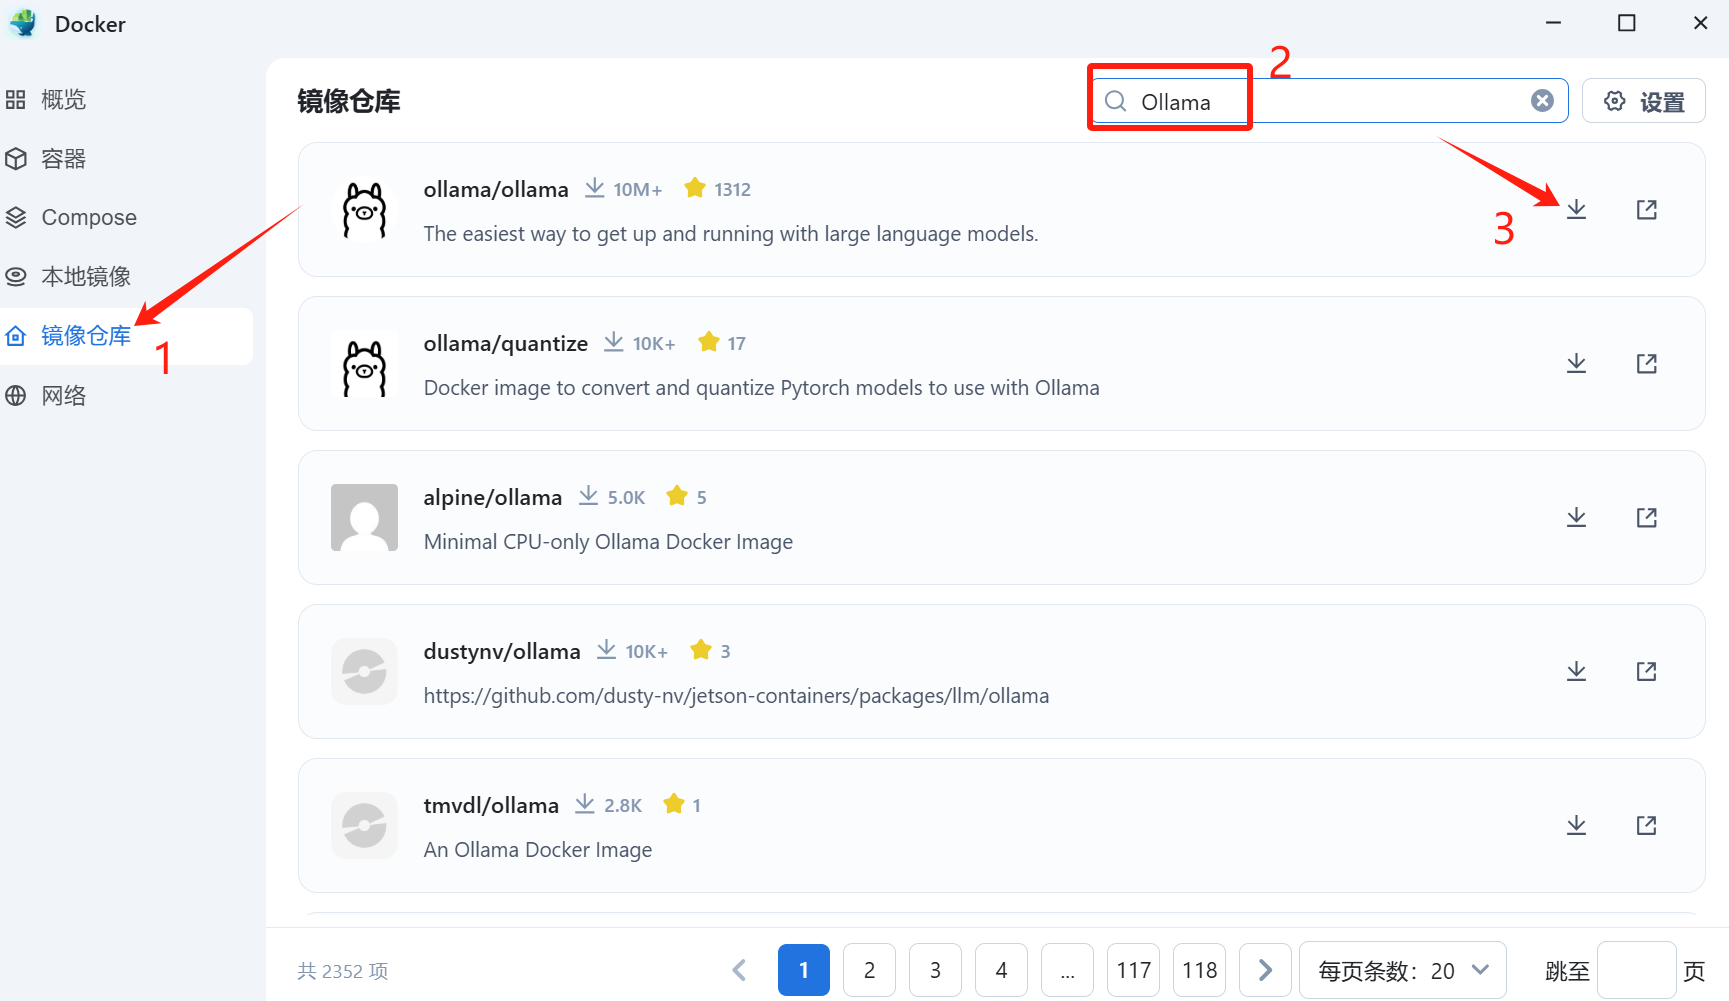 Docker
概览
容器
Compose
本地镜像
镜像仓库
1
网络
镜像仓库
Ollama
2
设置
ollama/ollama 10M+ 1312
The easiest way to get up and running with large language models.
3
ollama/quantize 10K+ 17
Docker image to convert and quantize Pytorch models to use with Ollama
alpine/ollama 5.0K 5
Minimal CPU-only Ollama Docker Image
dustynv/ollama 10K+ 3
https://github.com/dusty-nv/jetson-containers/packages/llm/ollama
tmvdl/ollama 2.8K 1
An Ollama Docker Image
共 2352 项
1 2 3 4 ... 117 118
每页条数：20
跳至 页